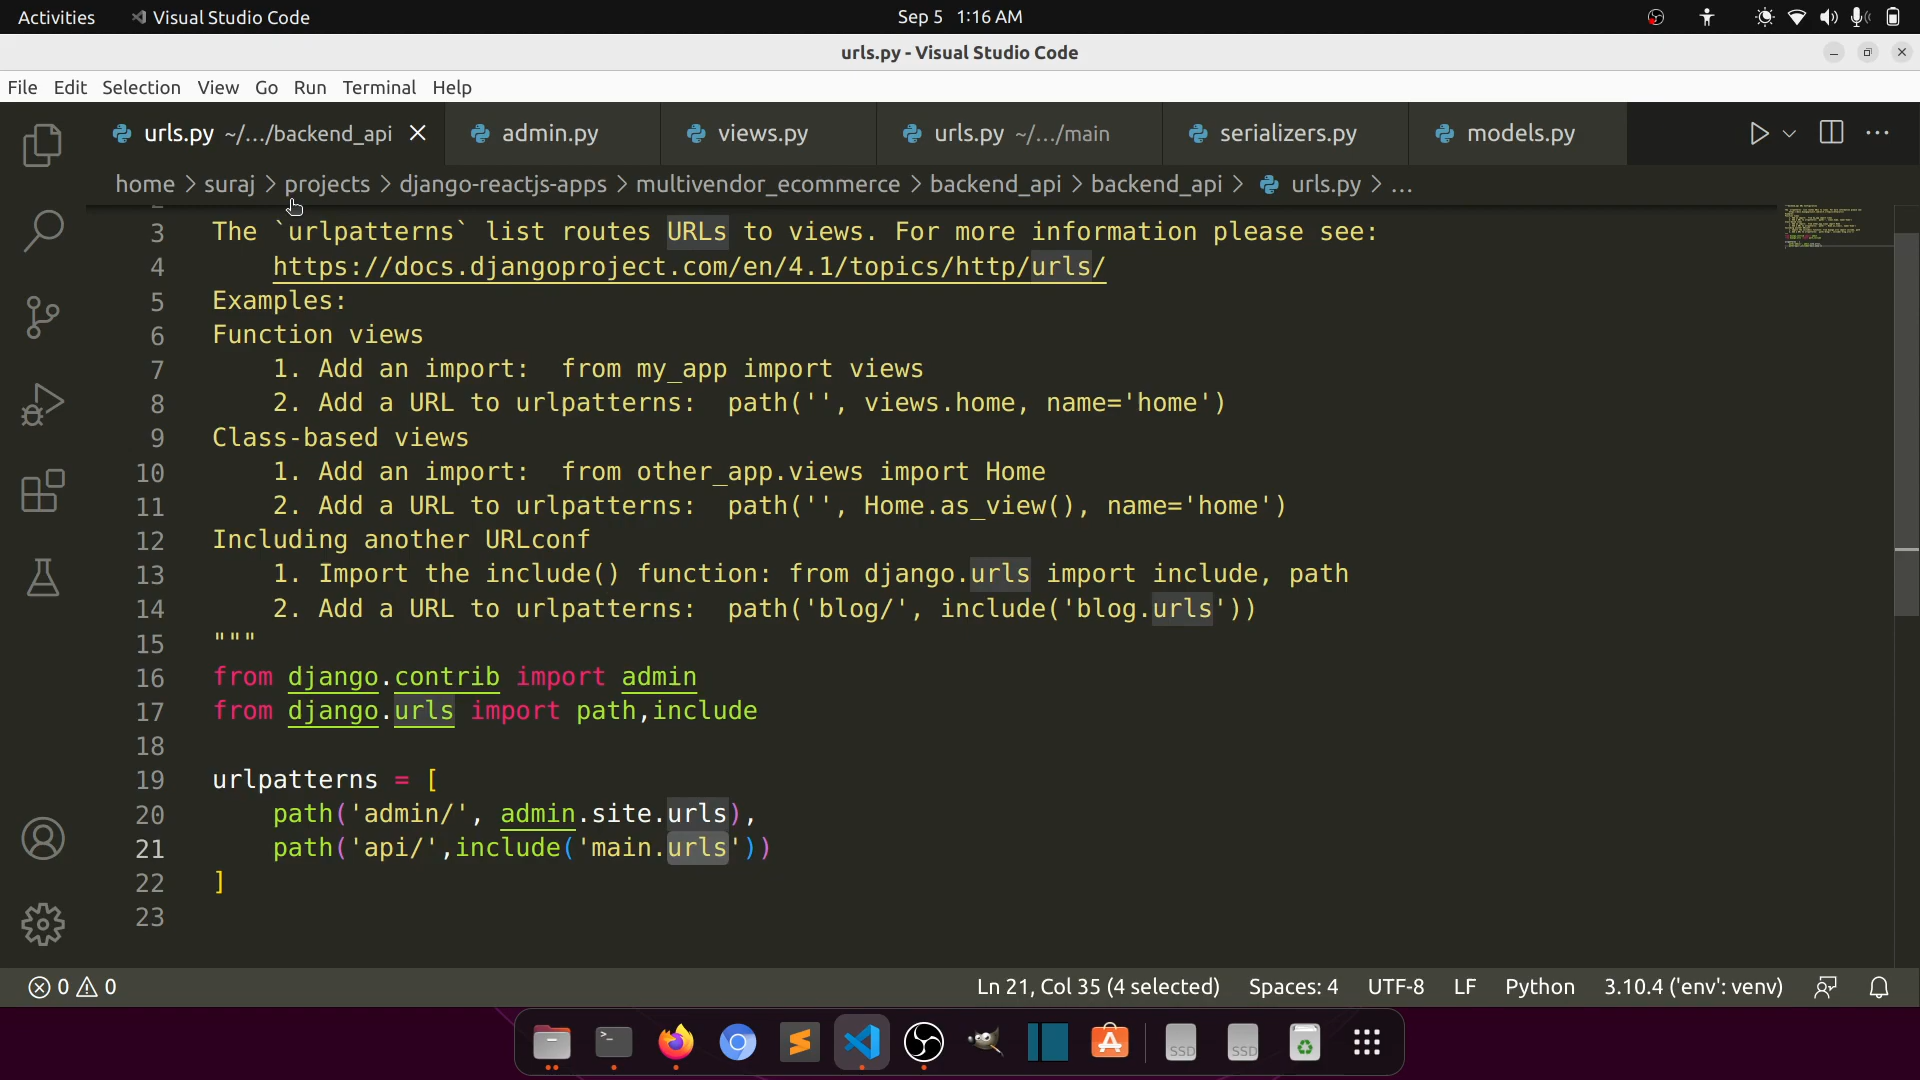 Activities Visual Studio Code Sep 5 1:16 AM
urls.py - Visual Studio Code
File Edit Selection View Go Run Terminal Help
urls.py ~/.../backend_api admin.py views.py urls.py ~/.../main serializers.py models.py
home > suraj > projects > django-reactjs-apps > multivendor_ecommerce > backend_api > backend_api > urls.py > ...
3 The `urlpatterns` list routes URLs to views. For more information please see:
4 https://docs.djangoproject.com/en/4.1/topics/http/urls/
5 Examples:
6 Function views
7 1. Add an import:  from my_app import views
8 2. Add a URL to urlpatterns:  path('', views.home, name='home')
9 Class-based views
10 1. Add an import:  from other_app.views import Home
11 2. Add a URL to urlpatterns:  path('', Home.as_view(), name='home')
12 Including another URLconf
13 1. Import the include() function: from django.urls import include, path
14 2. Add a URL to urlpatterns:  path('blog/', include('blog.urls'))
15 """
16 from django.contrib import admin
17 from django.urls import path,include
18
19 urlpatterns = [
20 path('admin/', admin.site.urls),
21 path('api/',include('main.urls'))
22 ]
23
0 0 Ln 21, Col 35 (4 selected) Spaces: 4 UTF-8 LF Python 3.10.4 ('env': venv)
SSD SSD